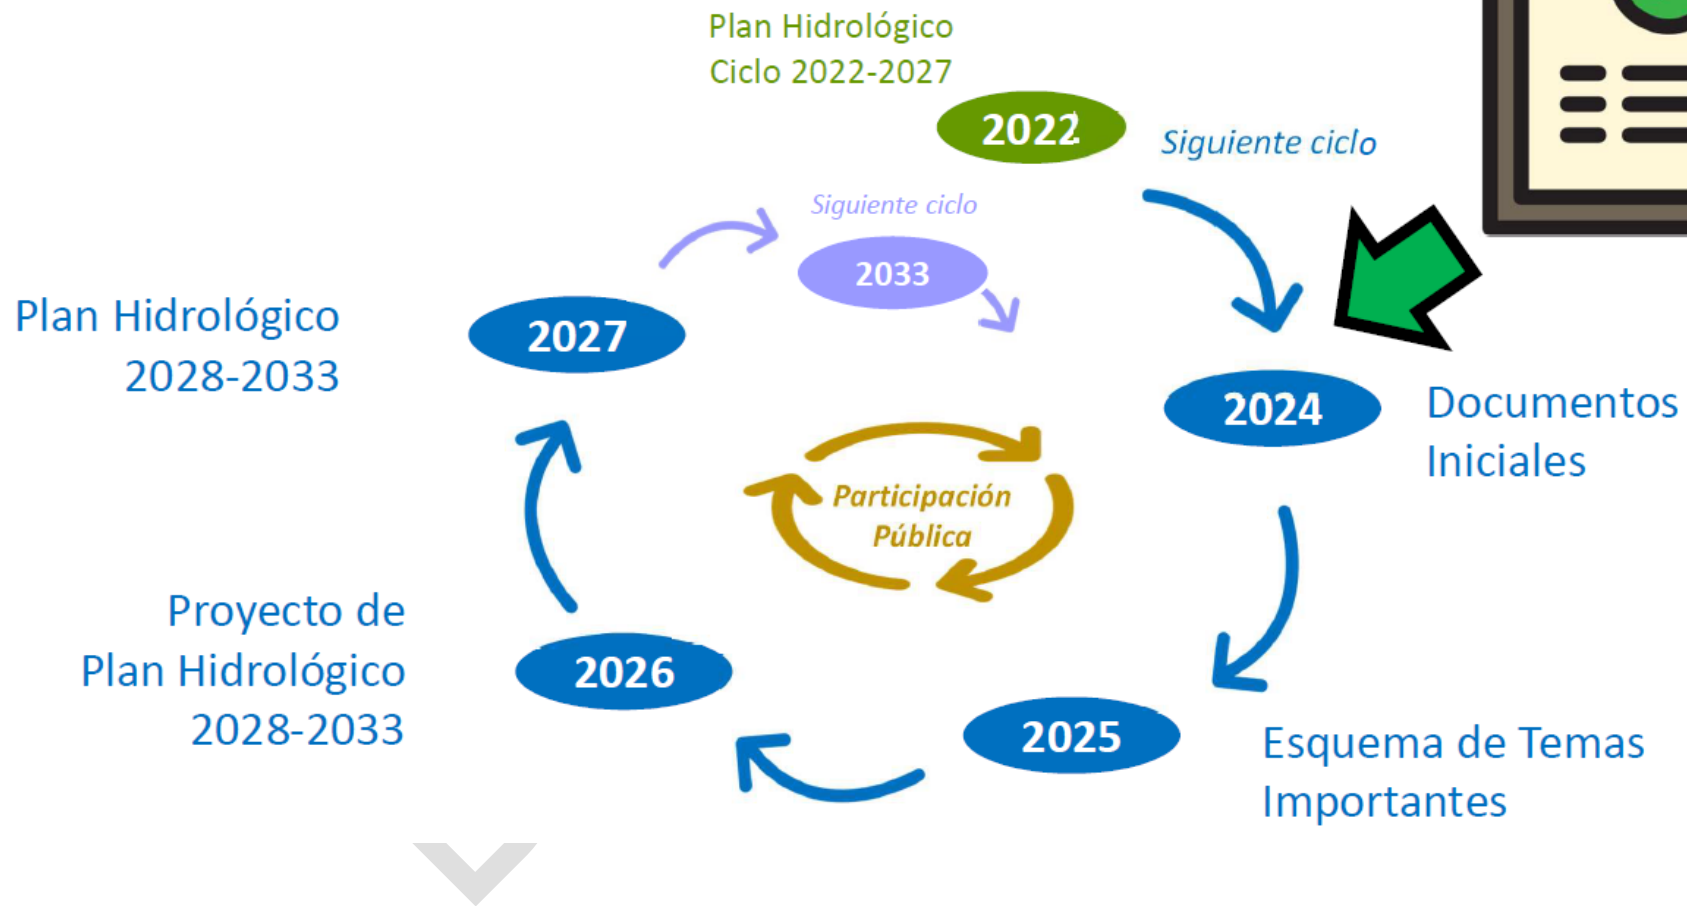 Plan Hidrológico
Ciclo 2022-2027
2022
Siguiente ciclo
Siguiente ciclo
2033
Plan Hidrológico
2028-2033
2027
2024
Documentos
Iniciales
Participación
Pública
Proyecto de
Plan Hidrológico
2028-2033
2026
2025
Esquema de Temas
Importantes